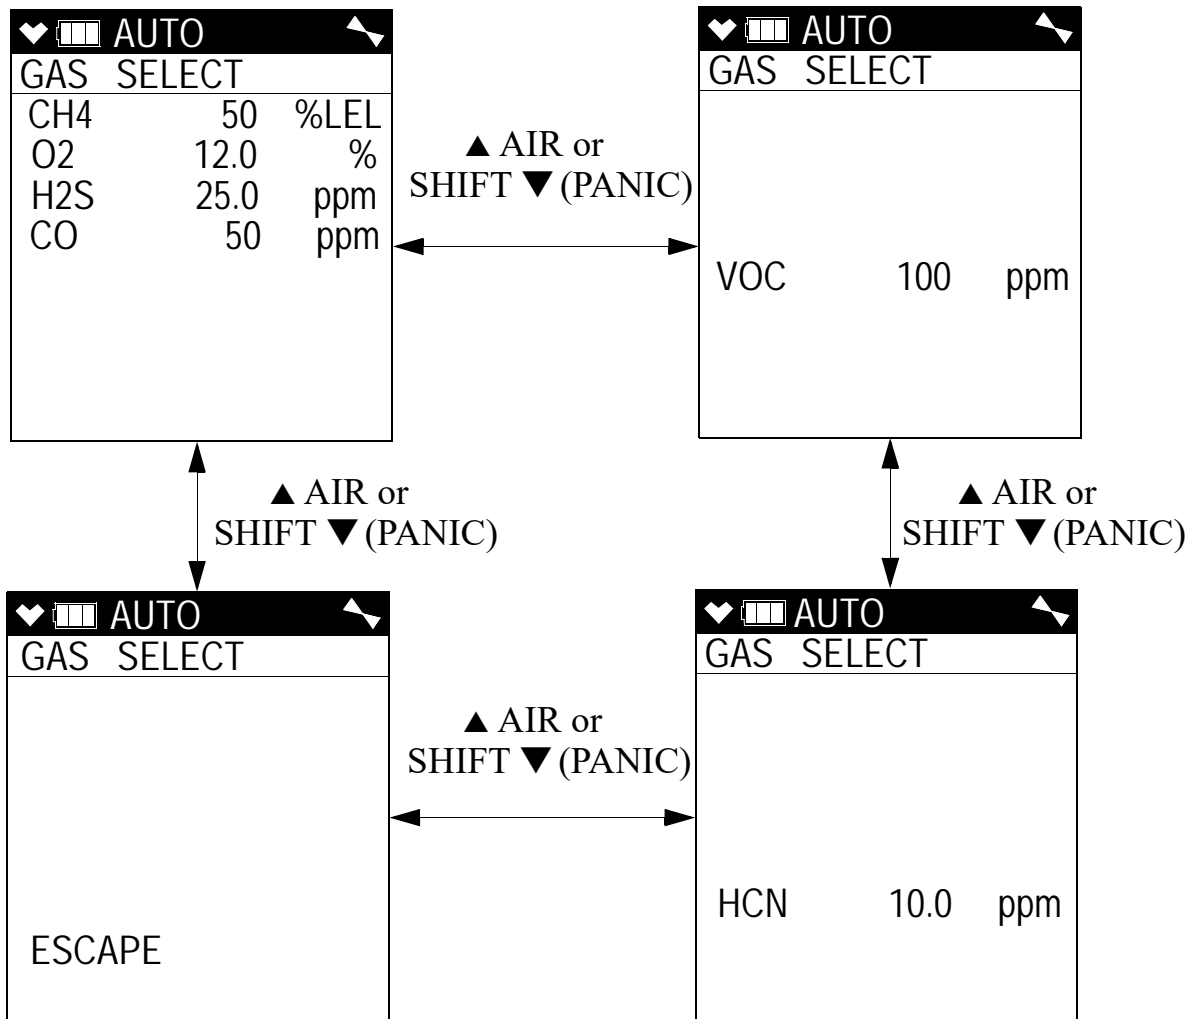 AUTO
GAS SELECT
CH4 50 %LEL
O2 12.0 %
H2S 25.0 ppm
CO 50 ppm
▲ AIR or
SHIFT ▼ (PANIC)
AUTO
GAS SELECT
VOC 100 ppm
▲ AIR or
SHIFT ▼ (PANIC)
▲ AIR or
SHIFT ▼ (PANIC)
AUTO
GAS SELECT
ESCAPE
▲ AIR or
SHIFT ▼ (PANIC)
AUTO
GAS SELECT
HCN 10.0 ppm